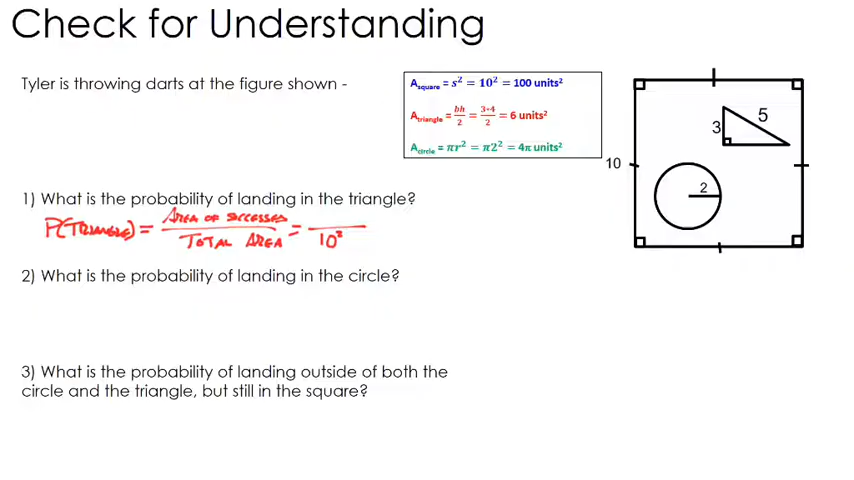 Check for Understanding
Tyler is throwing darts at the figure shown -
A_square = s² = 10² = 100 units²
A_triangle = bh/2 = 3∗4/2 = 6 units²
A_circle = πr² = π2² = 4π units²
3
5
10
2
1) What is the probability of landing in the triangle?
P(TRIANGLE) = AREA OF SUCCESSES / TOTAL AREA = / 10²
2) What is the probability of landing in the circle?
3) What is the probability of landing outside of both the
circle and the triangle, but still in the square?